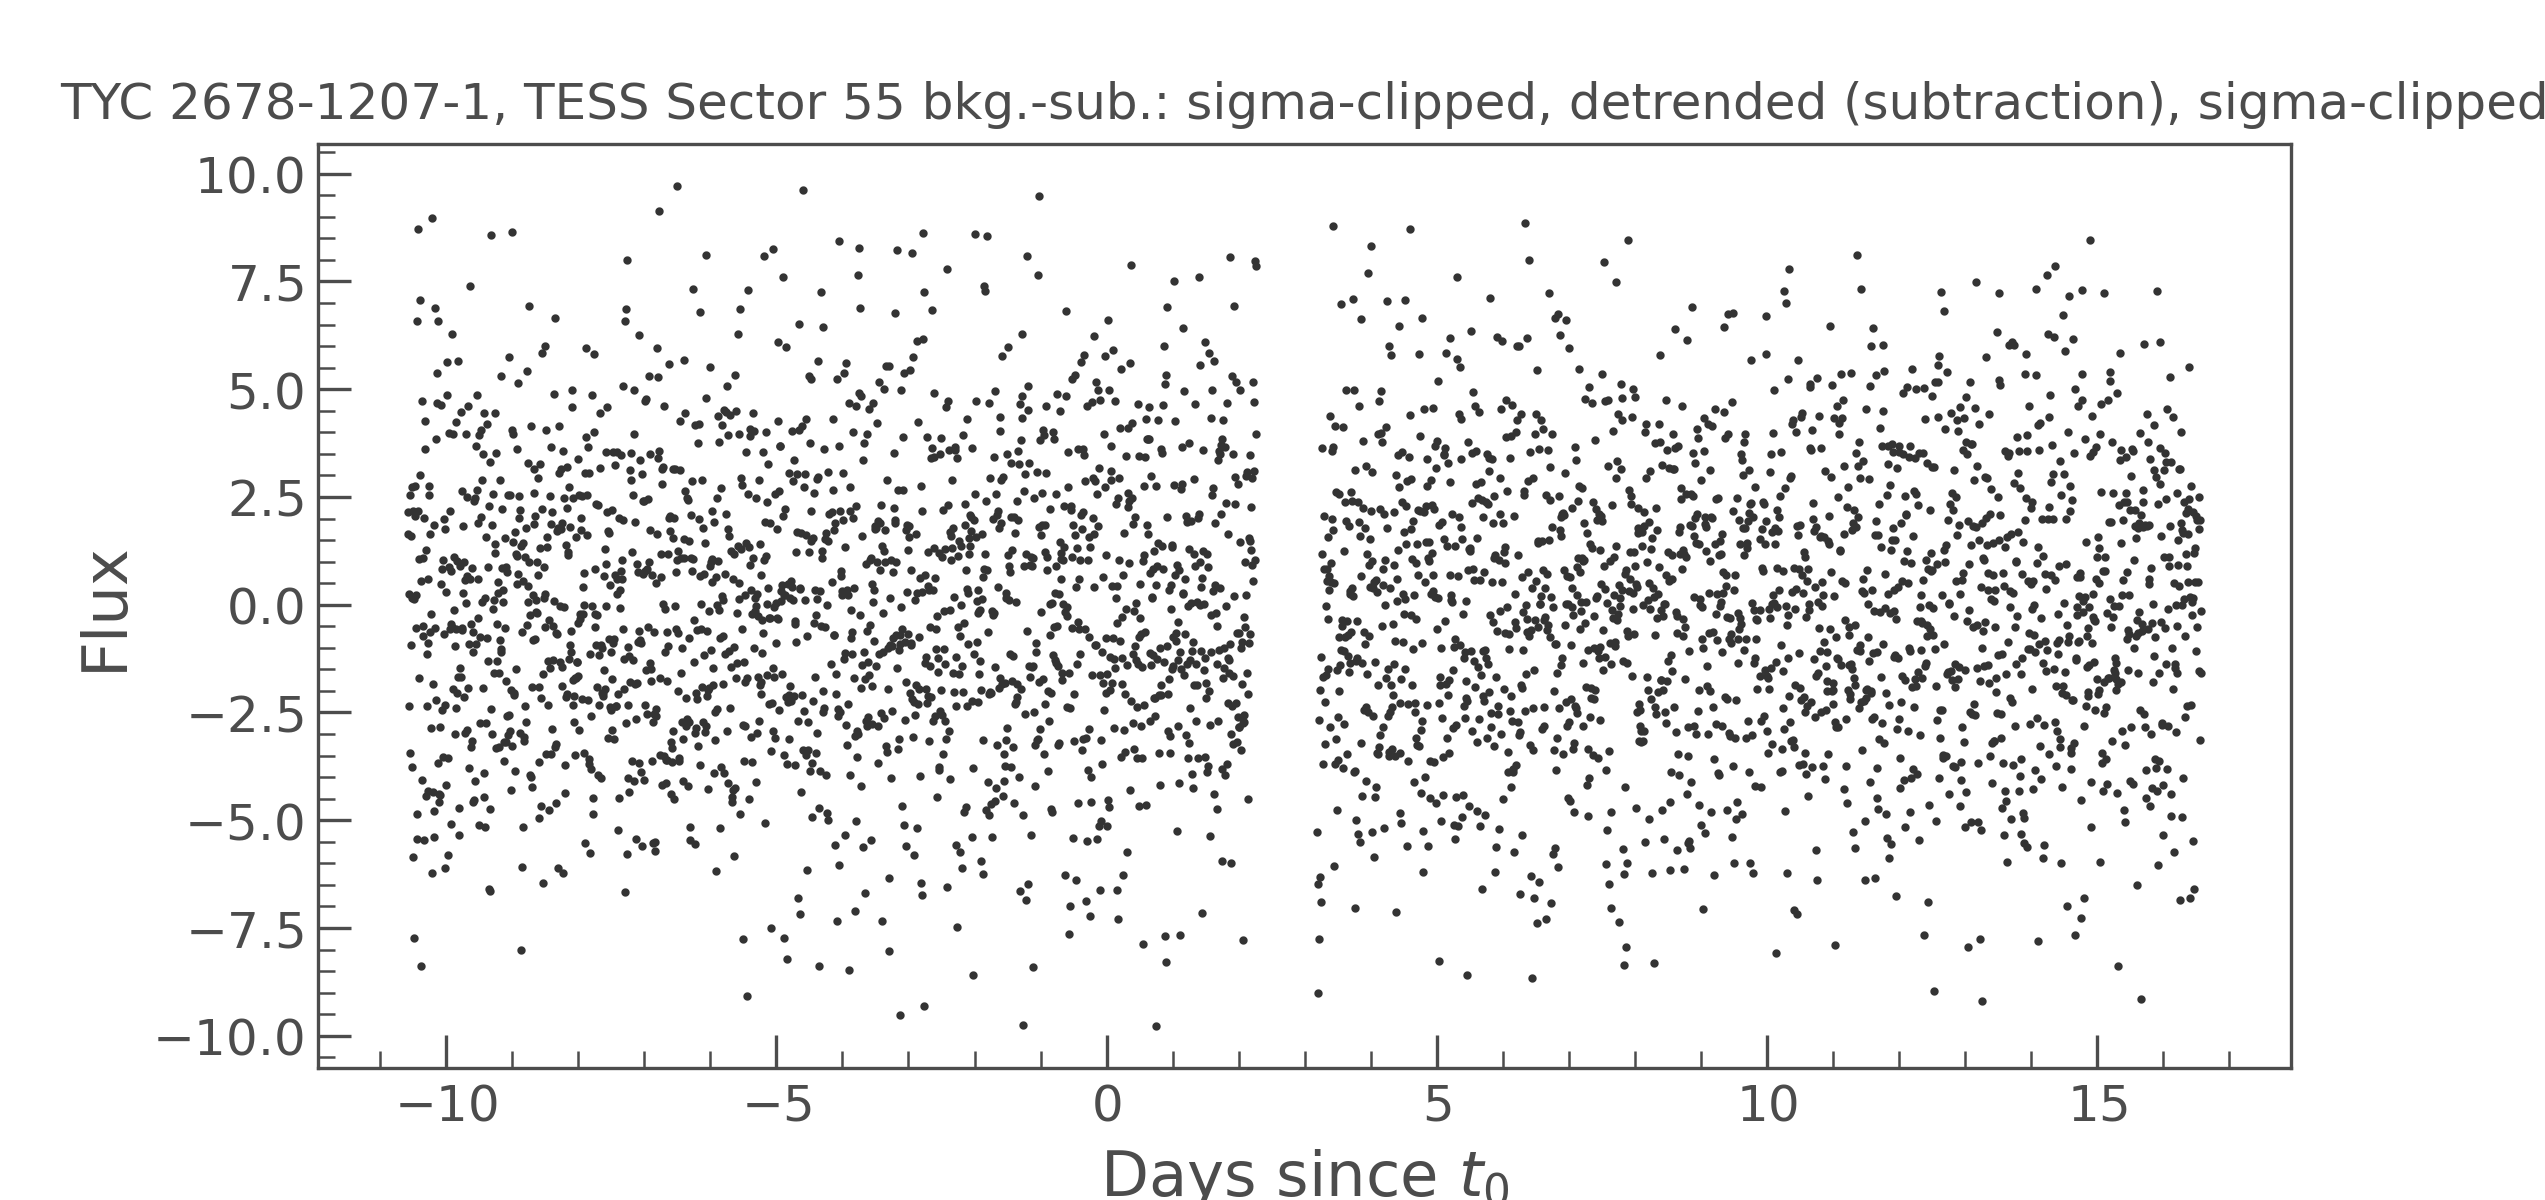 TYC 2678-1207-1, TESS Sector 55 bkg.-sub.: sigma-clipped, detrended (subtraction), sigma-clipped
10.0
7.5
5.0
2.5
0.0
−2.5
−5.0
−7.5
−10.0
Flux
−10 −5 0 5 10 15
Days since t0